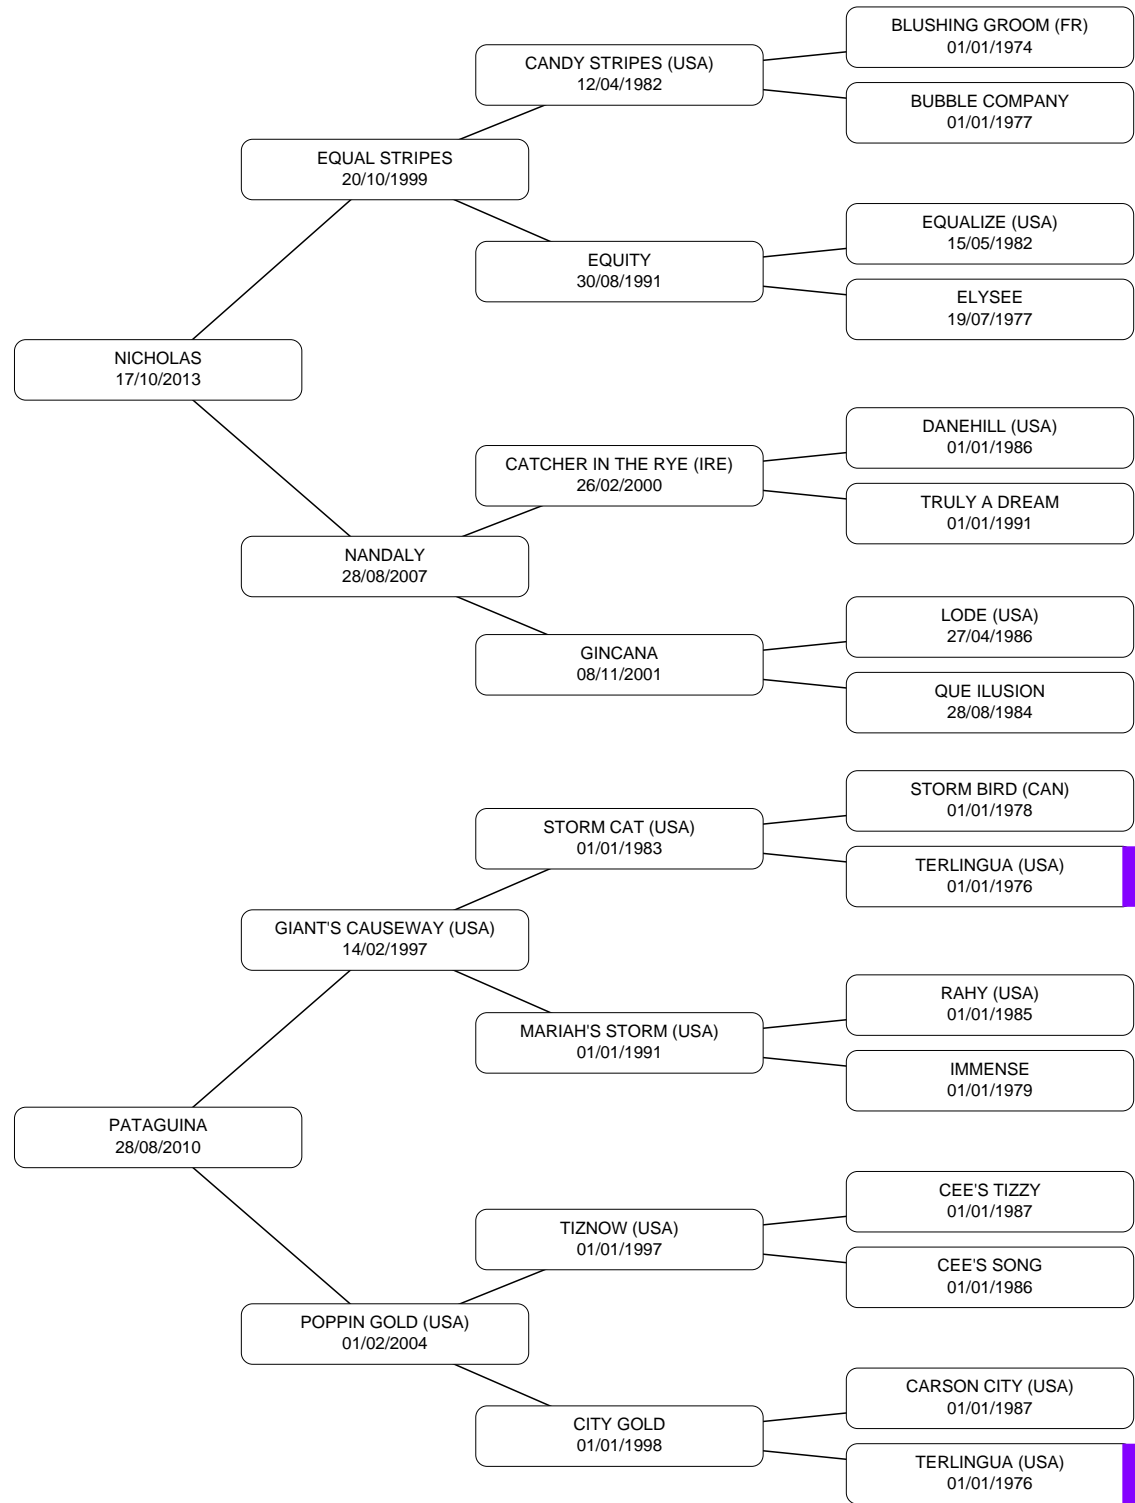 BLUSHING GROOM (FR)
01/01/1974
CANDY STRIPES (USA)
12/04/1982
BUBBLE COMPANY
01/01/1977
EQUAL STRIPES
20/10/1999
EQUALIZE (USA)
15/05/1982
EQUITY
30/08/1991
ELYSEE
19/07/1977
NICHOLAS
17/10/2013
DANEHILL (USA)
01/01/1986
CATCHER IN THE RYE (IRE)
26/02/2000
TRULY A DREAM
01/01/1991
NANDALY
28/08/2007
LODE (USA)
27/04/1986
GINCANA
08/11/2001
QUE ILUSION
28/08/1984
STORM BIRD (CAN)
01/01/1978
STORM CAT (USA)
01/01/1983
TERLINGUA (USA)
01/01/1976
GIANT'S CAUSEWAY (USA)
14/02/1997
RAHY (USA)
01/01/1985
MARIAH'S STORM (USA)
01/01/1991
IMMENSE
01/01/1979
PATAGUINA
28/08/2010
CEE'S TIZZY
01/01/1987
TIZNOW (USA)
01/01/1997
CEE'S SONG
01/01/1986
POPPIN GOLD (USA)
01/02/2004
CARSON CITY (USA)
01/01/1987
CITY GOLD
01/01/1998
TERLINGUA (USA)
01/01/1976